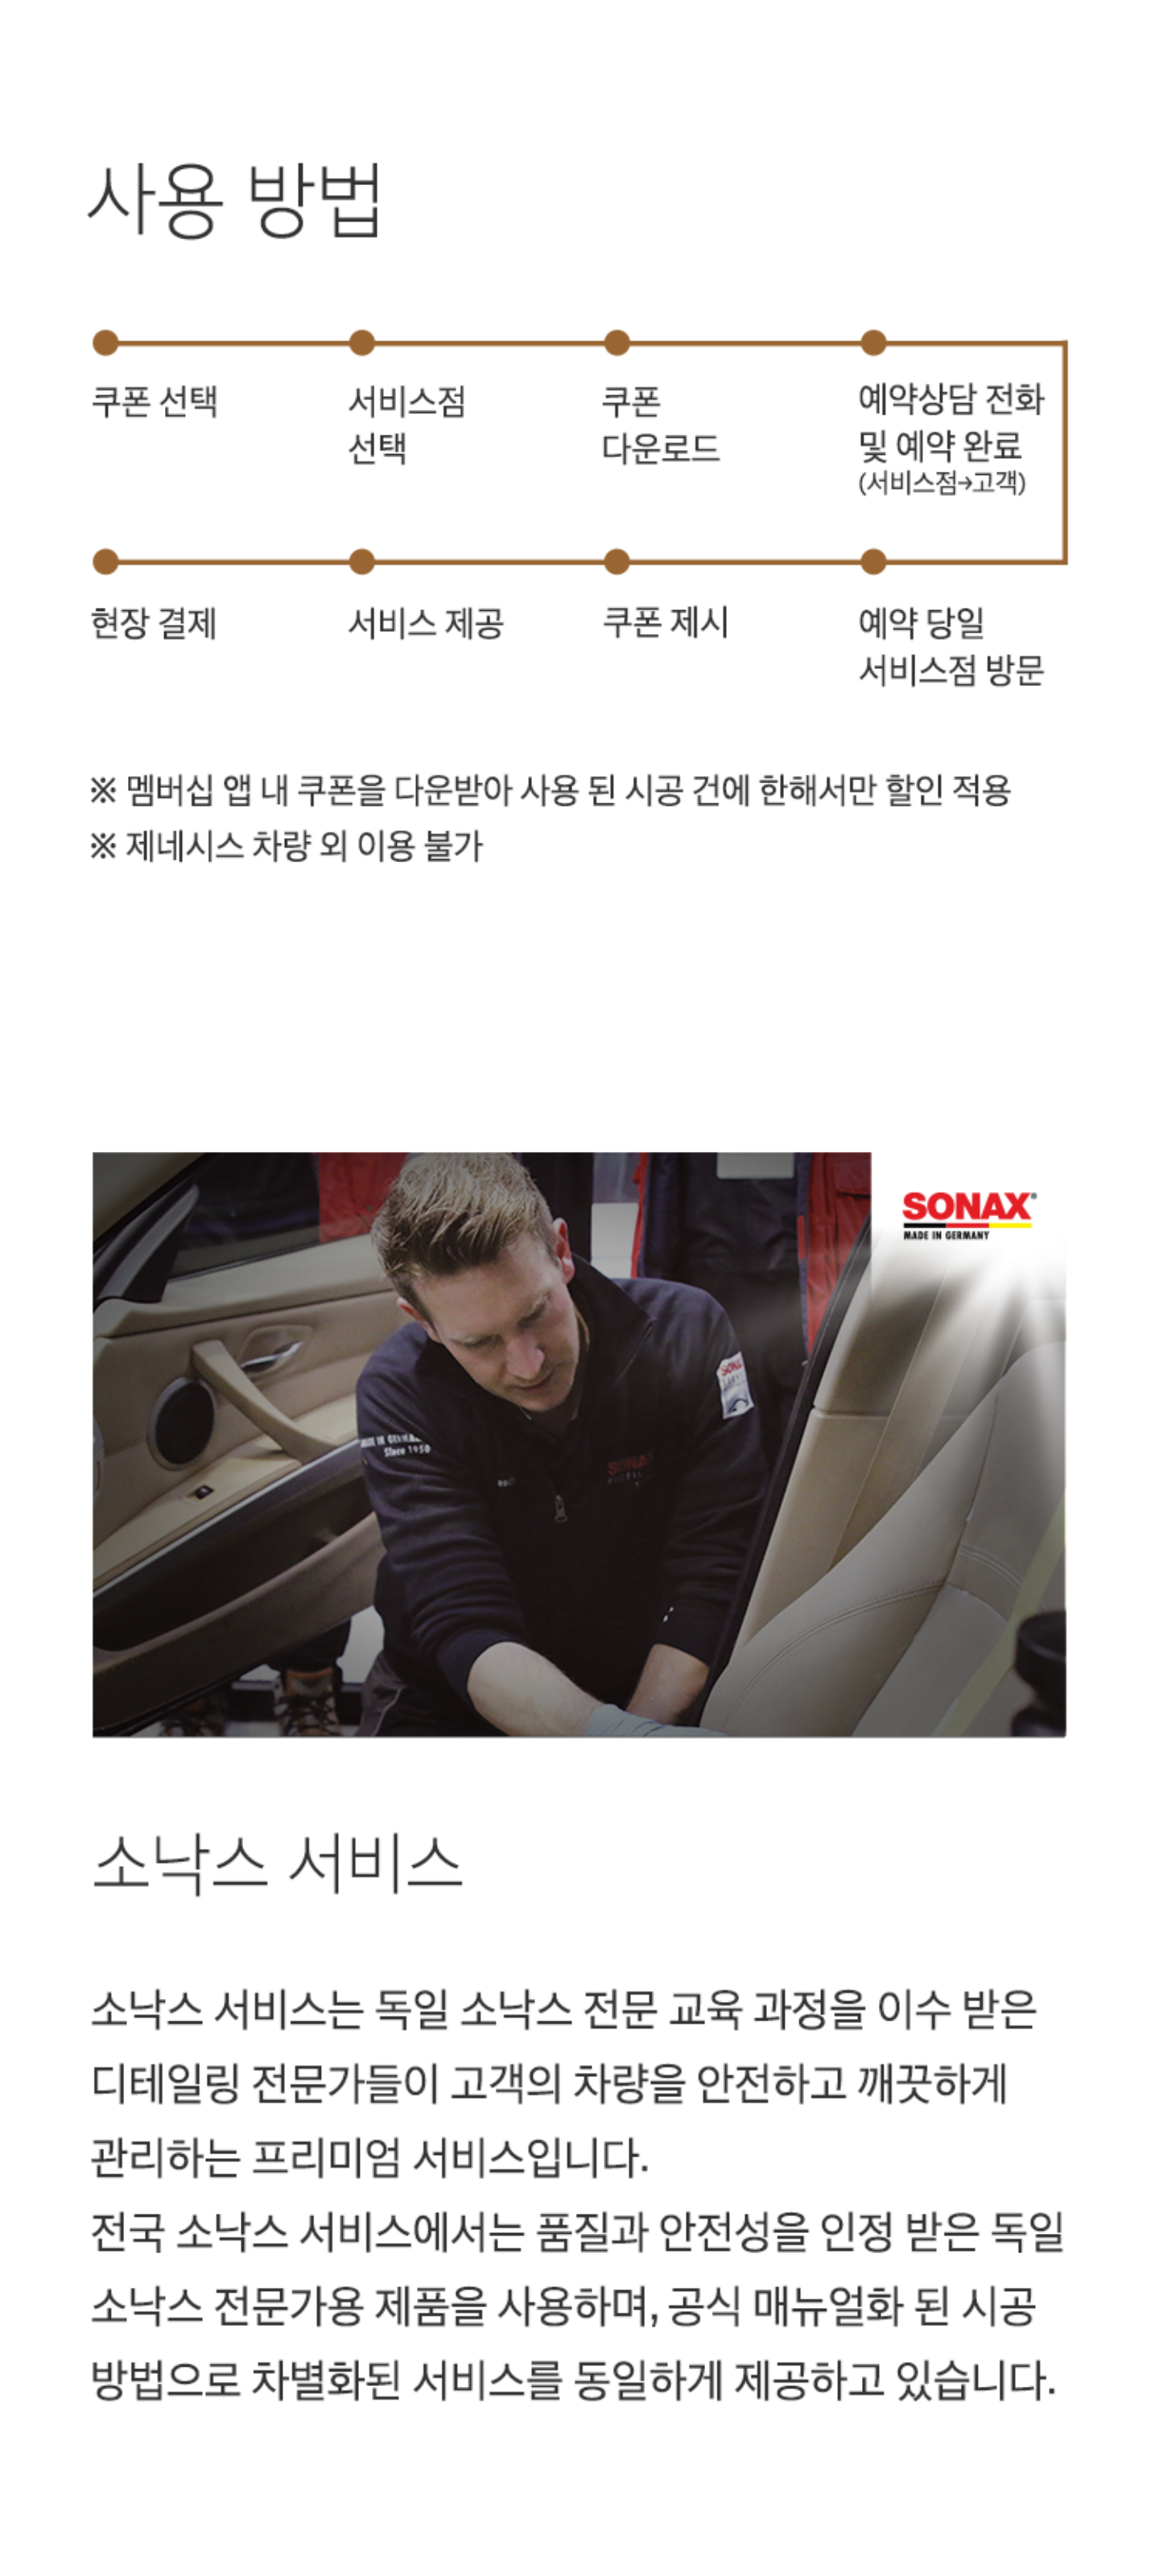 사용 방법
쿠폰 선택
서비스점
선택
쿠폰
다운로드
예약상담 전화
및 예약 완료
(서비스점→고객)
예약 당일
서비스점 방문
쿠폰 제시
서비스 제공
현장 결제
※ 멤버십 앱 내 쿠폰을 다운받아 사용 된 시공 건에 한해서만 할인 적용
※ 제네시스 차량 외 이용 불가
SONAX®
MADE IN GERMANY
Since 1950
소낙스 서비스
소낙스 서비스는 독일 소낙스 전문 교육 과정을 이수 받은
디테일링 전문가들이 고객의 차량을 안전하고 깨끗하게
관리하는 프리미엄 서비스입니다.
전국 소낙스 서비스에서는 품질과 안전성을 인정 받은 독일
소낙스 전문가용 제품을 사용하며, 공식 매뉴얼화 된 시공
방법으로 차별화된 서비스를 동일하게 제공하고 있습니다.